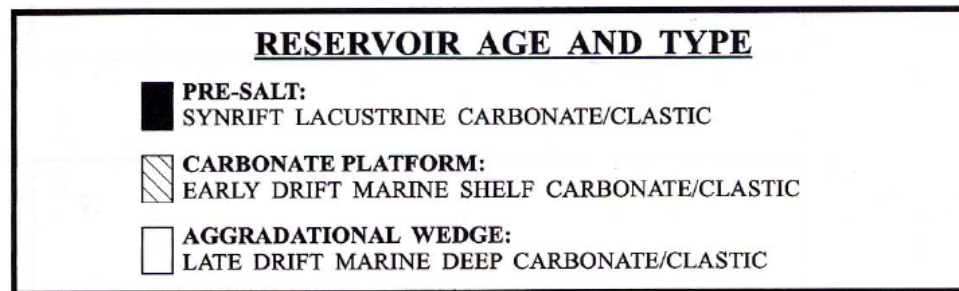 RESERVOIR AGE AND TYPE
PRE-SALT:
SYNRIFT LACUSTRINE CARBONATE/CLASTIC
CARBONATE PLATFORM:
EARLY DRIFT MARINE SHELF CARBONATE/CLASTIC
AGGRADATIONAL WEDGE:
LATE DRIFT MARINE DEEP CARBONATE/CLASTIC